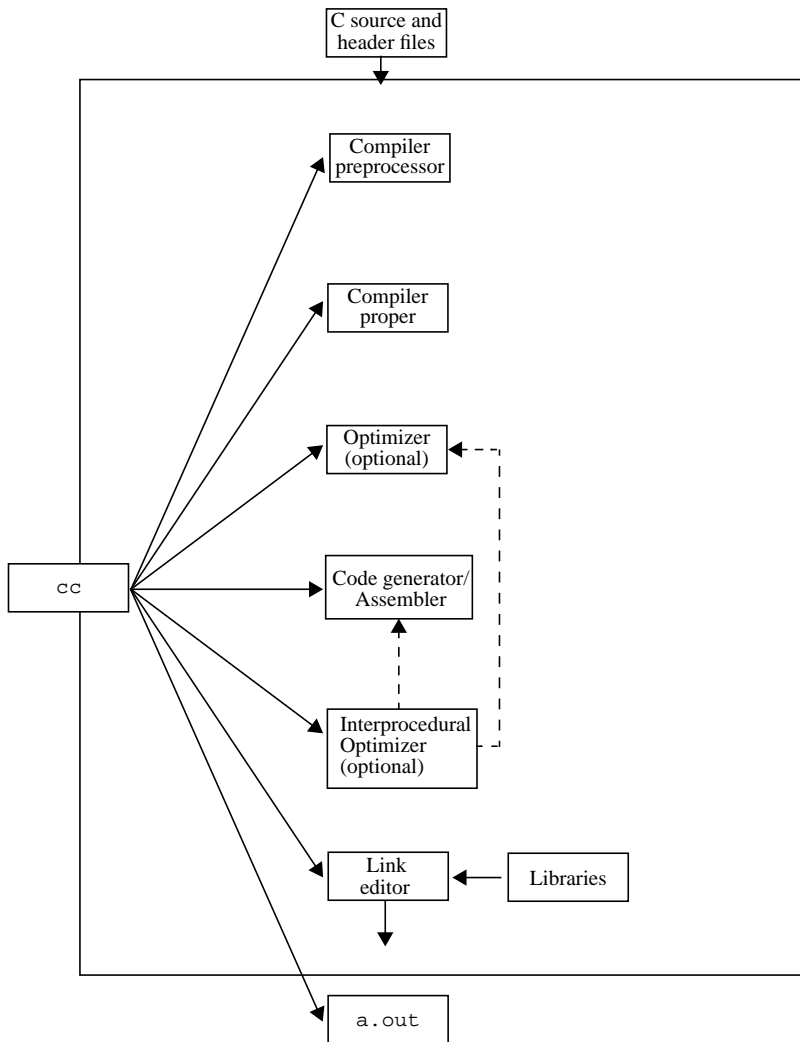 C source and
header files
Compiler
preprocessor
Compiler
proper
Optimizer
(optional)
cc
Code generator/
Assembler
Interprocedural
Optimizer
(optional)
Link
editor
Libraries
a.out